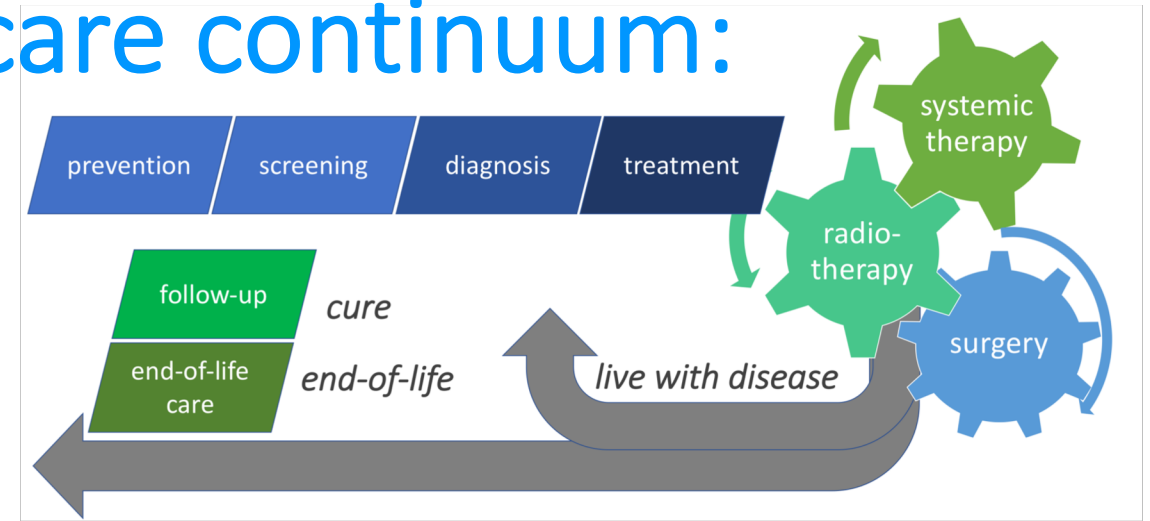 care continuum:
prevention
screening
diagnosis
treatment
systemic
therapy
radio-
therapy
surgery
follow-up
cure
end-of-life
care
end-of-life
live with disease